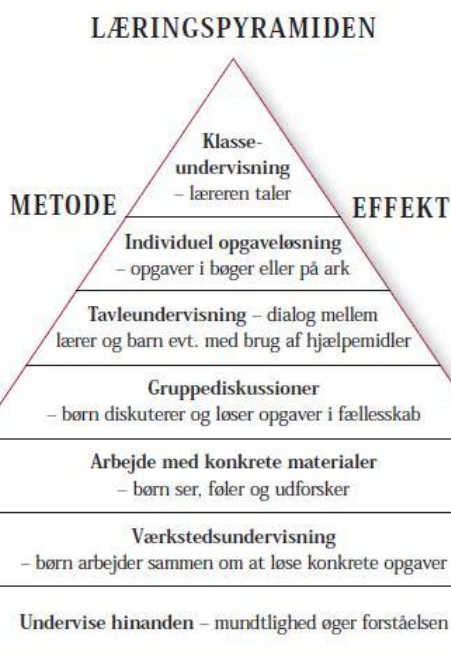 LÆRINGSPYRAMIDEN
Klasse-
undervisning
– læreren taler
METODE
EFFEKT
Individuel opgaveløsning
– opgaver i bøger eller på ark
Tavleundervisning – dialog mellem
lærer og barn evt. med brug af hjælpemidler
Gruppediskussioner
– børn diskuterer og løser opgaver i fællesskab
Arbejde med konkrete materialer
– børn ser, føler og udforsker
Værkstedsundervisning
– børn arbejder sammen om at løse konkrete opgaver
Undervise hinanden – mundtlighed øger forståelsen